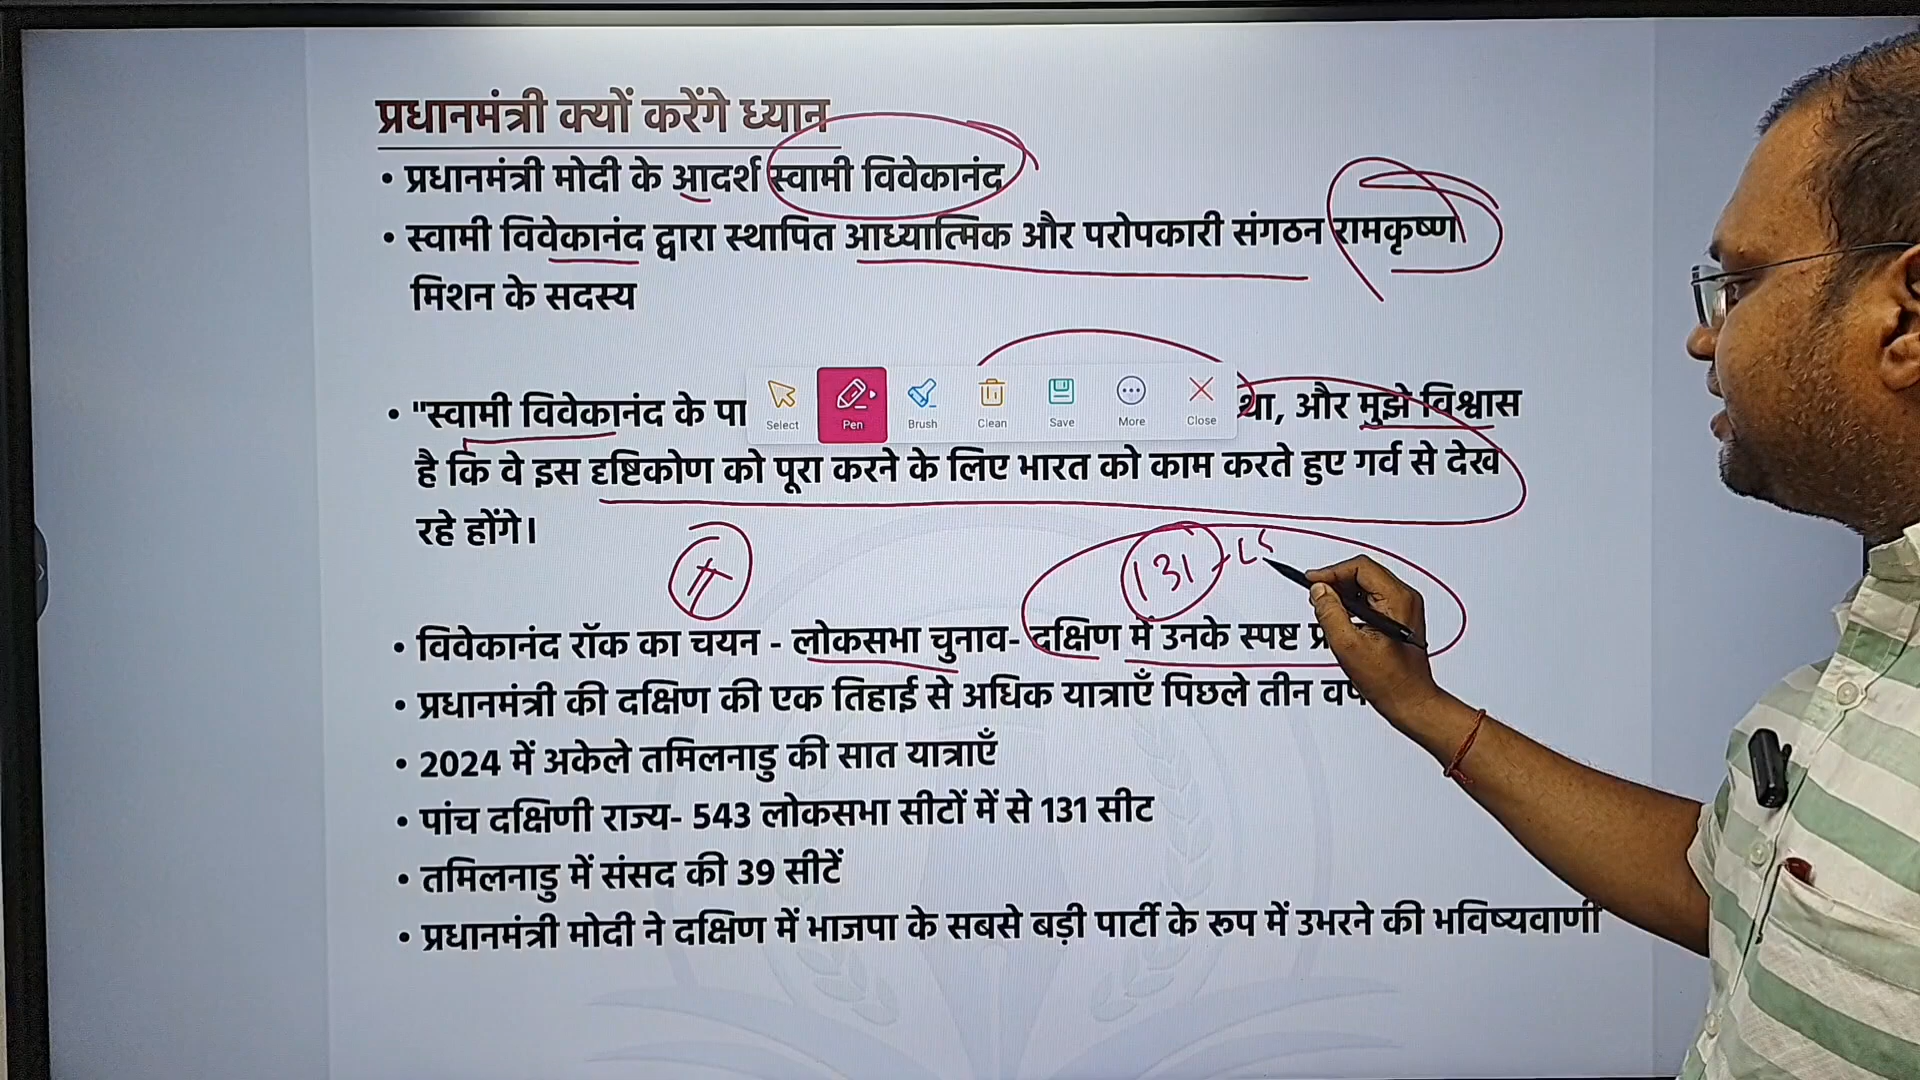 प्रधानमंत्री क्यों करेंगे ध्यान
• प्रधानमंत्री मोदी के आदर्श स्वामी विवेकानंद
• स्वामी विवेकानंद द्वारा स्थापित आध्यात्मिक और परोपकारी संगठन रामकृष्ण
मिशन के सदस्य
• "स्वामी विवेकानंद के पा था, और मुझे विश्वास
Select Pen Brush Clean Save More Close
है कि वे इस दृष्टिकोण को पूरा करने के लिए भारत को काम करते हुए गर्व से देख
रहे होंगे।
131 - LS
• विवेकानंद रॉक का चयन - लोकसभा चुनाव- दक्षिण में उनके स्पष्ट
• प्रधानमंत्री की दक्षिण की एक तिहाई से अधिक यात्राएँ पिछले तीन
• 2024 में अकेले तमिलनाडु की सात यात्राएँ
• पांच दक्षिणी राज्य- 543 लोकसभा सीटों में से 131 सीट
• तमिलनाडु में संसद की 39 सीटें
• प्रधानमंत्री मोदी ने दक्षिण में भाजपा के सबसे बड़ी पार्टी के रूप में उभरने की भविष्यवाणी